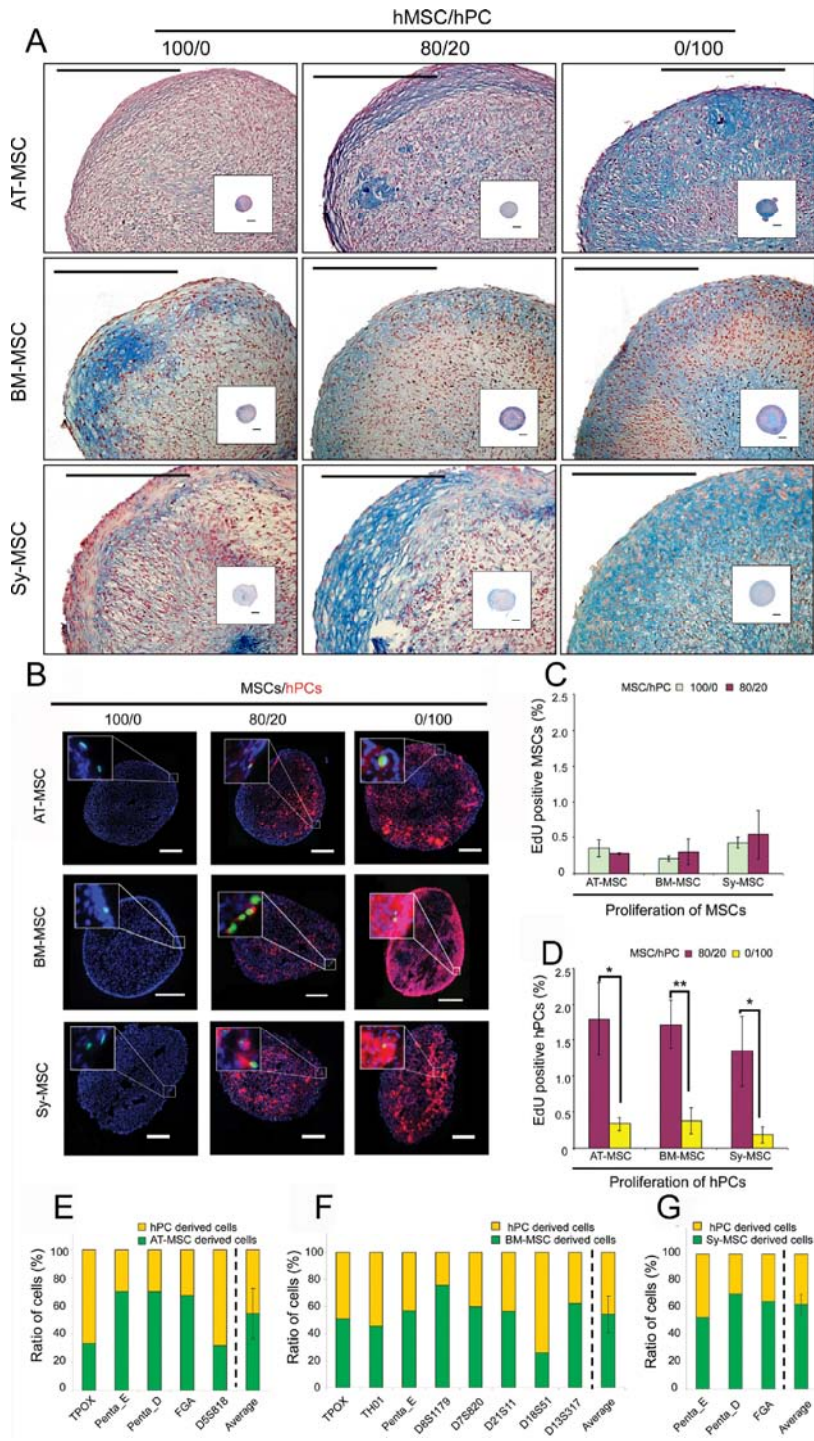 hMSC/hPC
A
100/0
80/20
0/100
AT-MSC
BM-MSC
Sy-MSC
B
MSCs/hPCs
100/0
80/20
0/100
AT-MSC
BM-MSC
Sy-MSC
C
MSC/hPC 100/0 80/20
EdU positive MSCs (%)
2.5
2.0
1.5
1.0
0.5
0
AT-MSC BM-MSC Sy-MSC
Proliferation of MSCs
D
MSC/hPC 80/20 0/100
EdU positive hPCs (%)
2.5
2.0
1.5
1.0
0.5
0
* ** *
AT-MSC BM-MSC Sy-MSC
Proliferation of hPCs
E
hPC derived cells
AT-MSC derived cells
Ratio of cells (%)
100
80
60
40
20
0
TPOX Penta_E Penta_D FGA D5S818 Average
F
hPC derived cells
BM-MSC derived cells
Ratio of cells (%)
100
80
60
40
20
0
TPOX TH01 Penta_E D8S1179 D7S820 D21S11 D18S51 D13S317 Average
G
hPC derived cells
Sy-MSC derived cells
Ratio of cells (%)
100
80
60
40
20
0
Penta_E Penta_D FGA Average